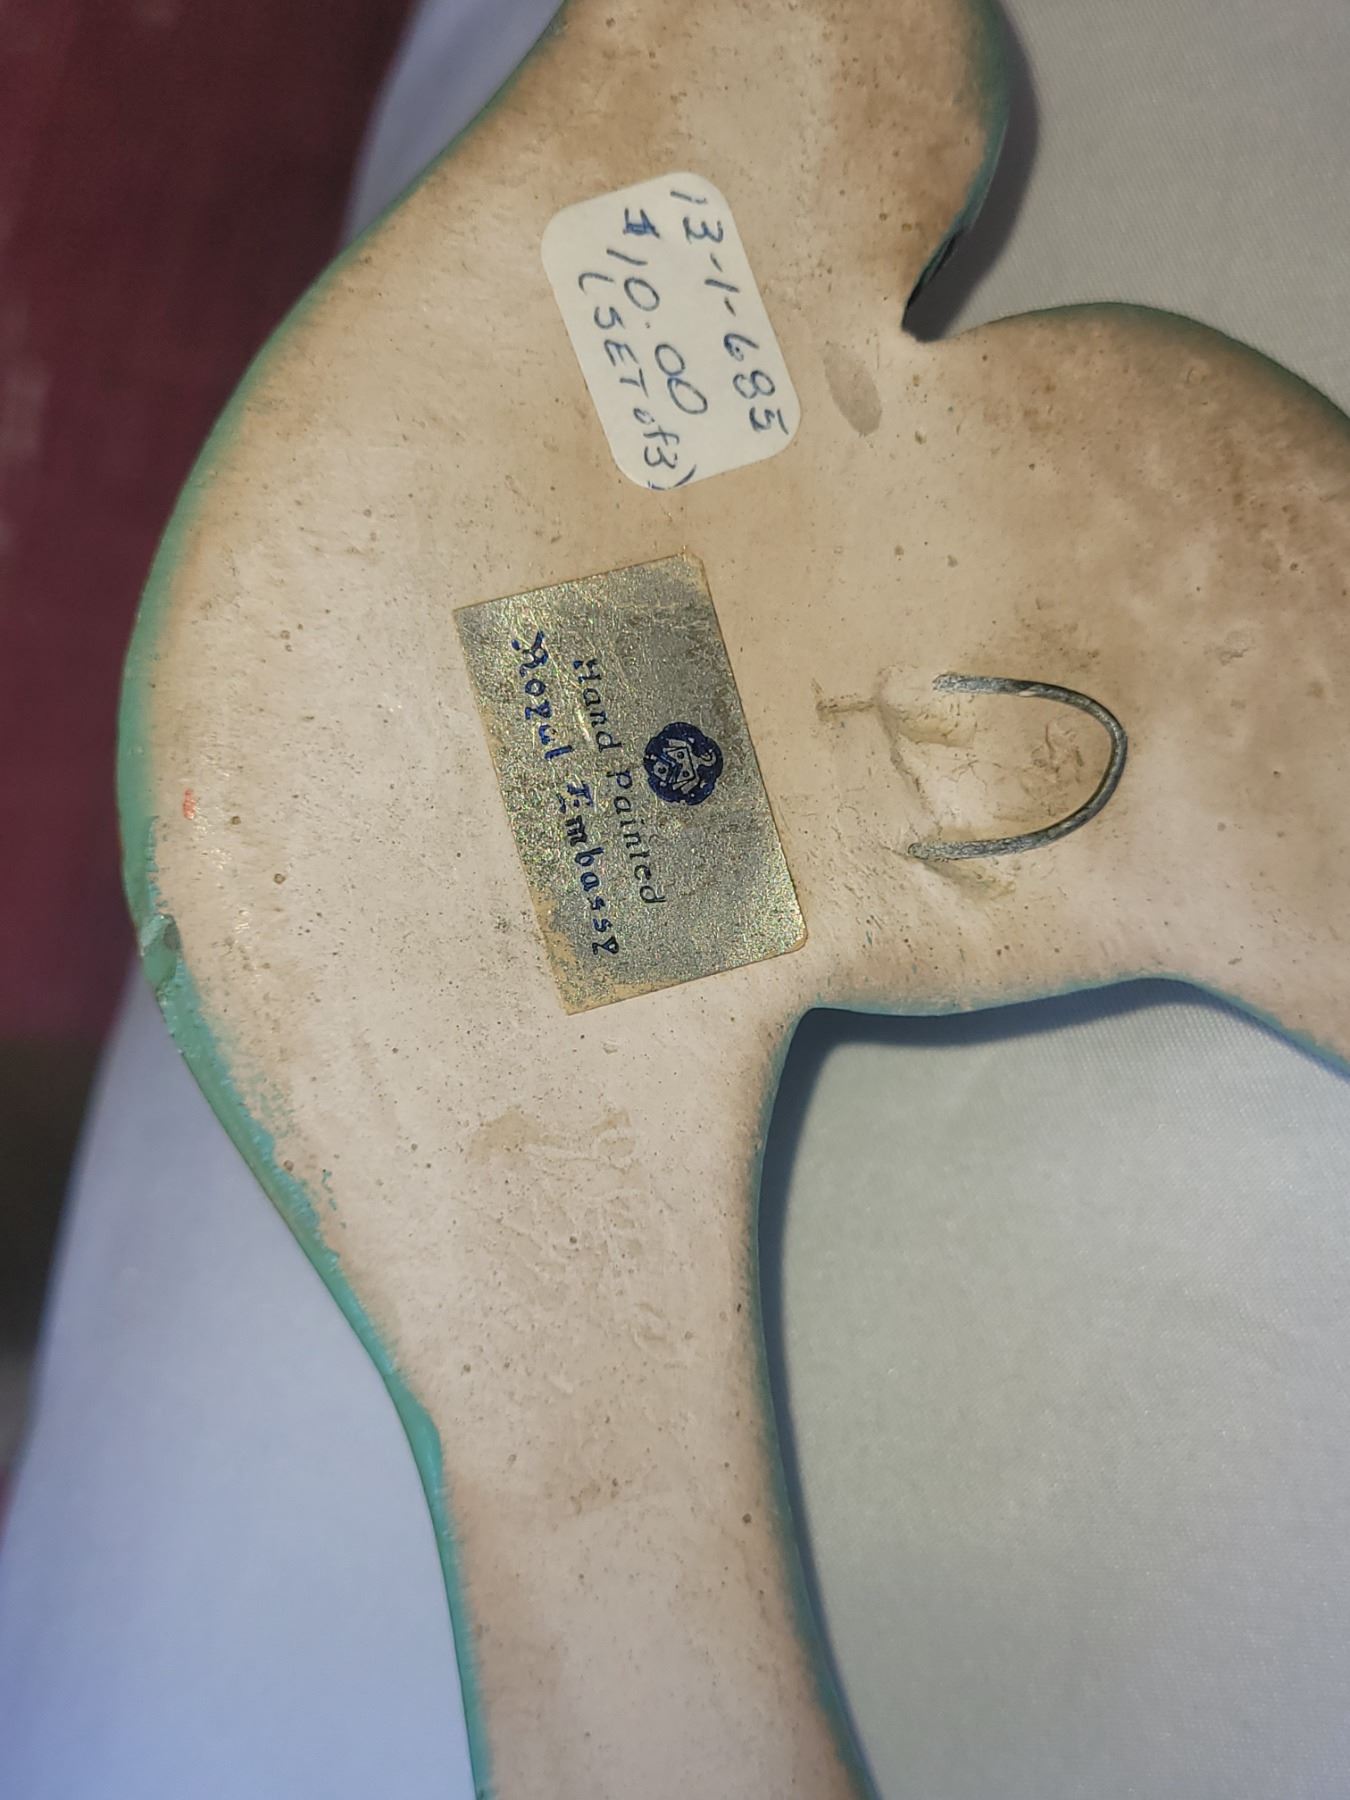 13-1-685
$10.00
(SET of 3)
Hand painted
Royal Embassy